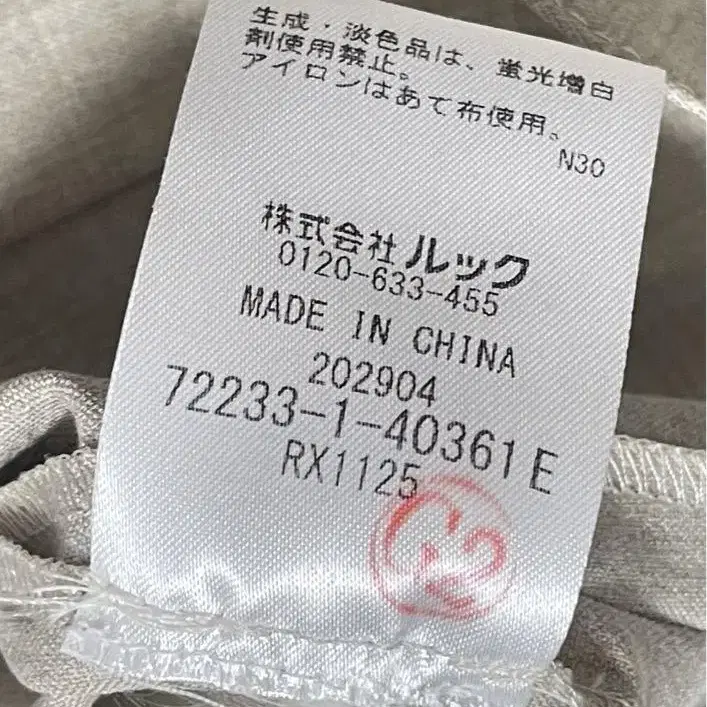 生成・淡色品は、蛍光増白
剤使用禁止。
アイロンはあて布使用。
N30
株式会社ルック
0120-633-455
MADE IN CHINA
202904
72233-1-40361E
RX1125